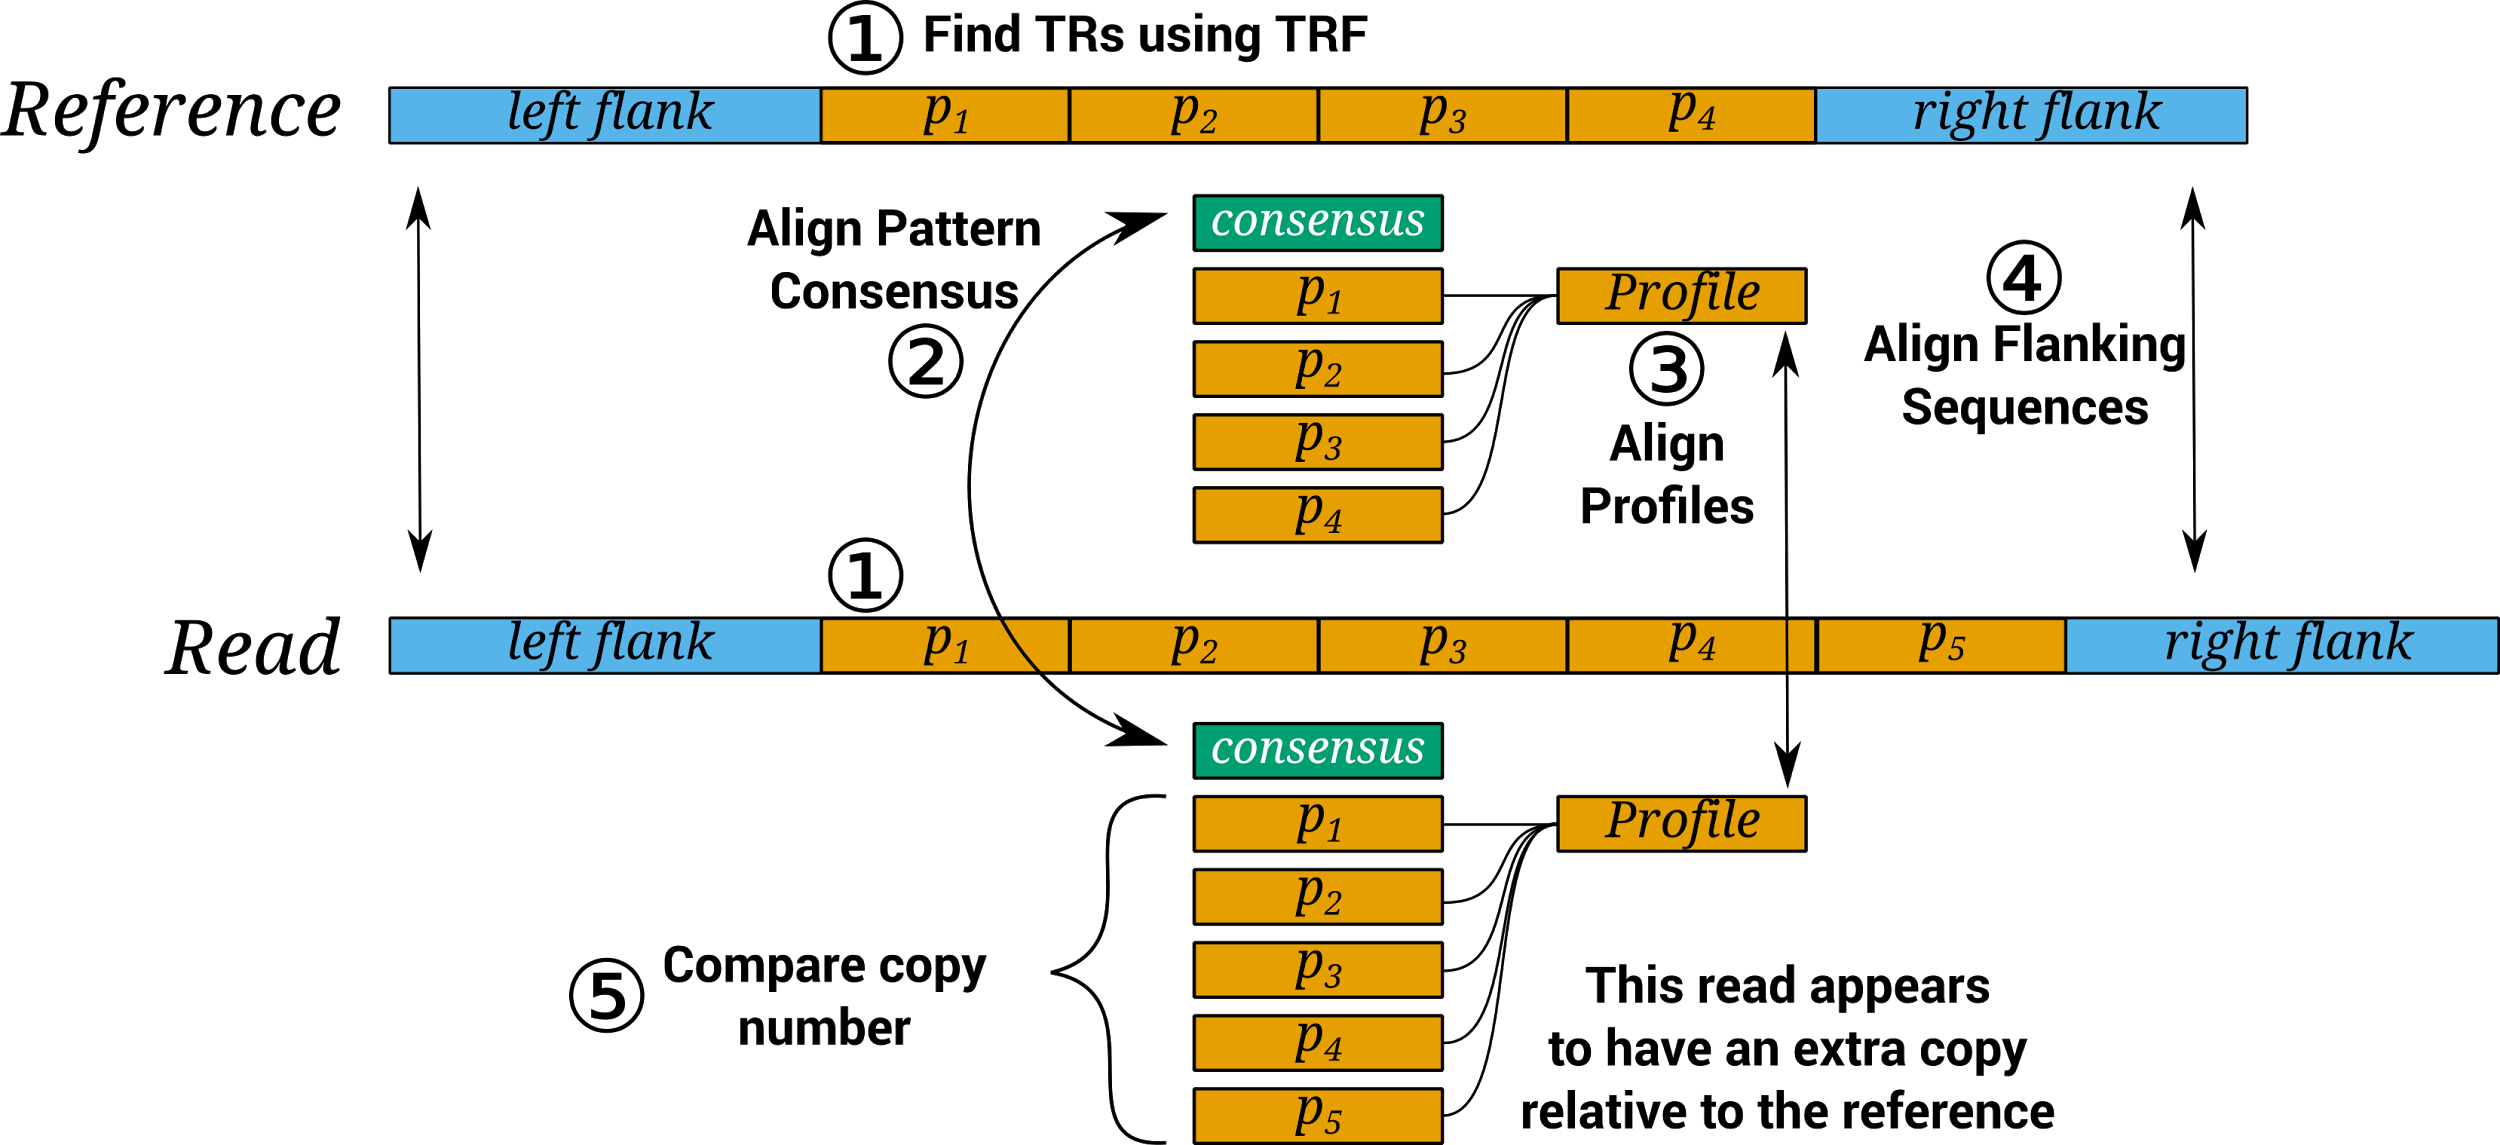 ① Find TRs using TRF
Reference
left flank p1 p2 p3 p4 right flank
Align Pattern
Consensus
②
consensus
p1
p2
p3
p4
Profile
③
Align
Profiles
④
Align Flanking
Sequences
①
Read
left flank p1 p2 p3 p4 p5 right flank
consensus
p1
p2
p3
p4
p5
Profile
⑤ Compare copy
number
This read appears
to have an extra copy
relative to the reference